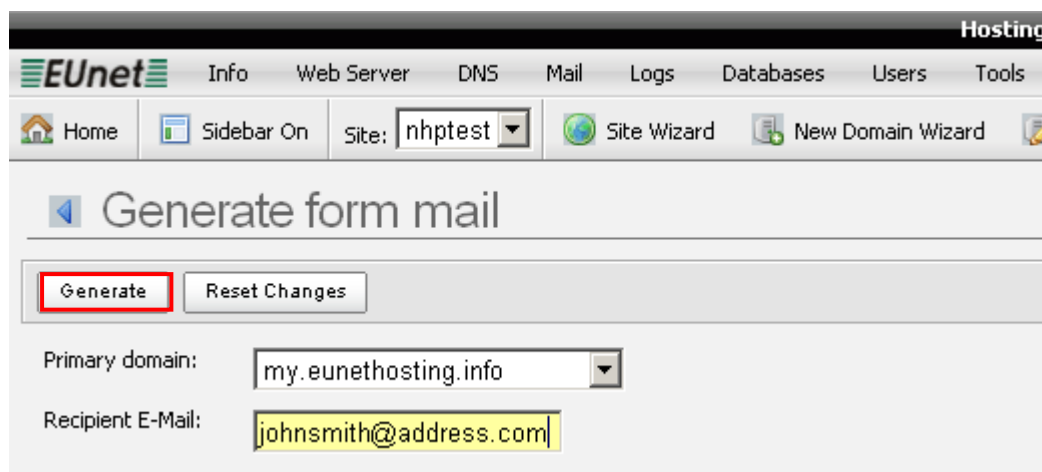 Hosting
EUnet Info Web Server DNS Mail Logs Databases Users Tools
Home Sidebar On Site: nhptest Site Wizard New Domain Wizard
Generate form mail
Generate Reset Changes
Primary domain: my.eunethosting.info
Recipient E-Mail: johnsmith@address.com